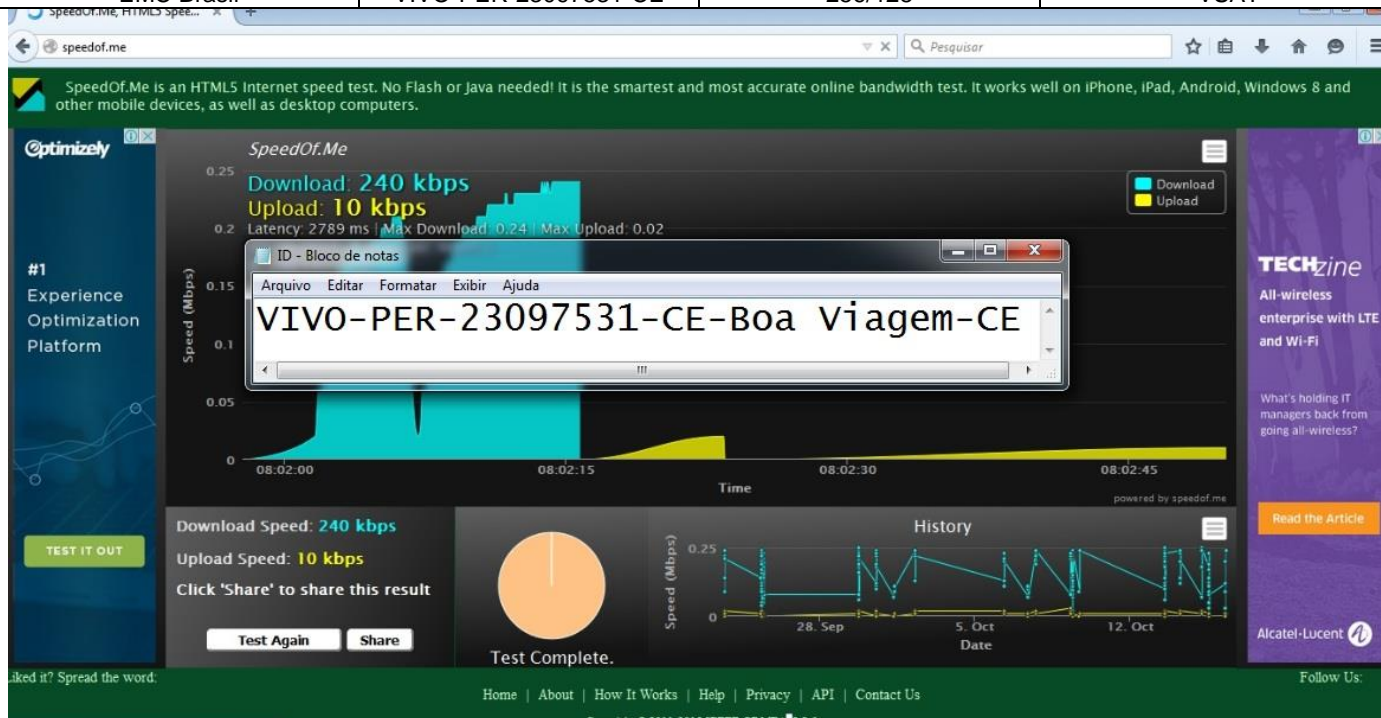 SpeedOf.Me, HTML5 Spee...
speedof.me
Pesquisar
SpeedOf.Me is an HTML5 Internet speed test. No Flash or Java needed! It is the smartest and most accurate online bandwidth test. It works well on iPhone, iPad, Android, Windows 8 and
other mobile devices, as well as desktop computers.
Optimizely
#1
Experience
Optimization
Platform
TEST IT OUT
SpeedOf.Me
Download: 240 kbps
Upload: 10 kbps
Latency: 2789 ms | Max Download: 0.24 | Max Upload: 0.02
Download
Upload
Speed (Mbps)
0.25
0.2
0.15
0.1
0.05
0
ID - Bloco de notas
Arquivo Editar Formatar Exibir Ajuda
VIVO-PER-23097531-CE-Boa Viagem-CE
08:02:00 08:02:15 08:02:30 08:02:45
Time
powered by speedof.me
Download Speed: 240 kbps
Upload Speed: 10 kbps
Click 'Share' to share this result
Test Again Share
Test Complete.
History
Speed (Mbps)
0.25
0
28. Sep 5. Oct 12. Oct
Date
TECHzine
All-wireless
enterprise with LTE
and Wi-Fi
What's holding IT
managers back from
going all-wireless?
Read the Article
Alcatel-Lucent
Liked it? Spread the word:
Follow Us:
Home | About | How It Works | Help | Privacy | API | Contact Us